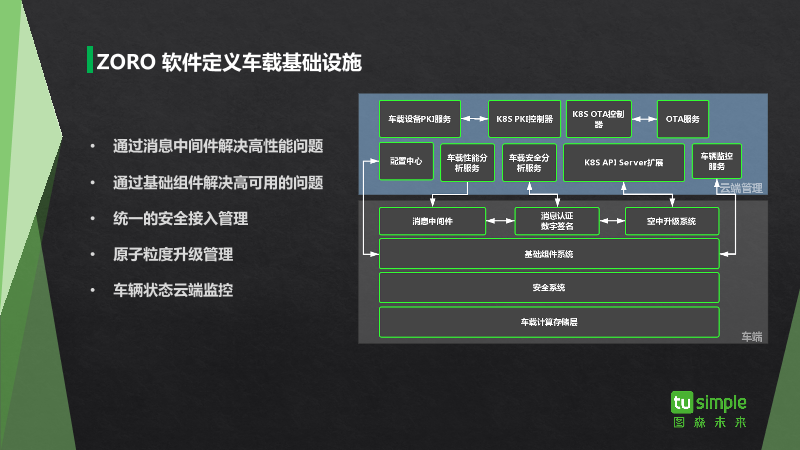 ZORO 软件定义车载基础设施
• 通过消息中间件解决高性能问题
• 通过基础组件解决高可用的问题
• 统一的安全接入管理
• 原子粒度升级管理
• 车辆状态云端监控
车载设备PKJ服务
K8S PKI控制器
K8S OTA控制
器
OTA服务
配置中心
车载性能分
析服务
车载安全分
析服务
K8S API Server扩展
车辆监控
服务
云端管理
消息中间件
消息认证
数字签名
空中升级系统
基础组件系统
安全系统
车载计算存储层
车端
tu simple
图森未来